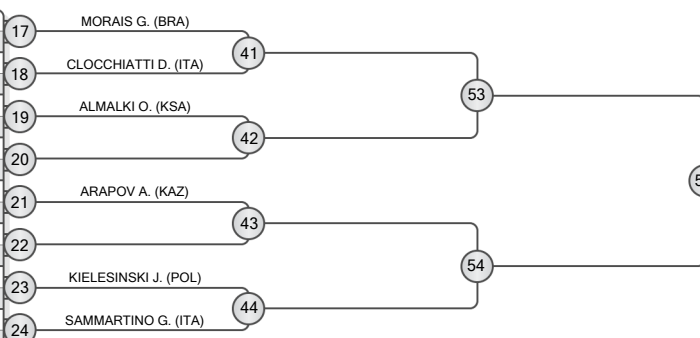 17
MORAIS G. (BRA)
41
18
CLOCCHIATTI D. (ITA)
53
19
ALMALKI O. (KSA)
42
20
21
ARAPOV A. (KAZ)
43
22
54
23
KIELESINSKI J. (POL)
44
24
SAMMARTINO G. (ITA)